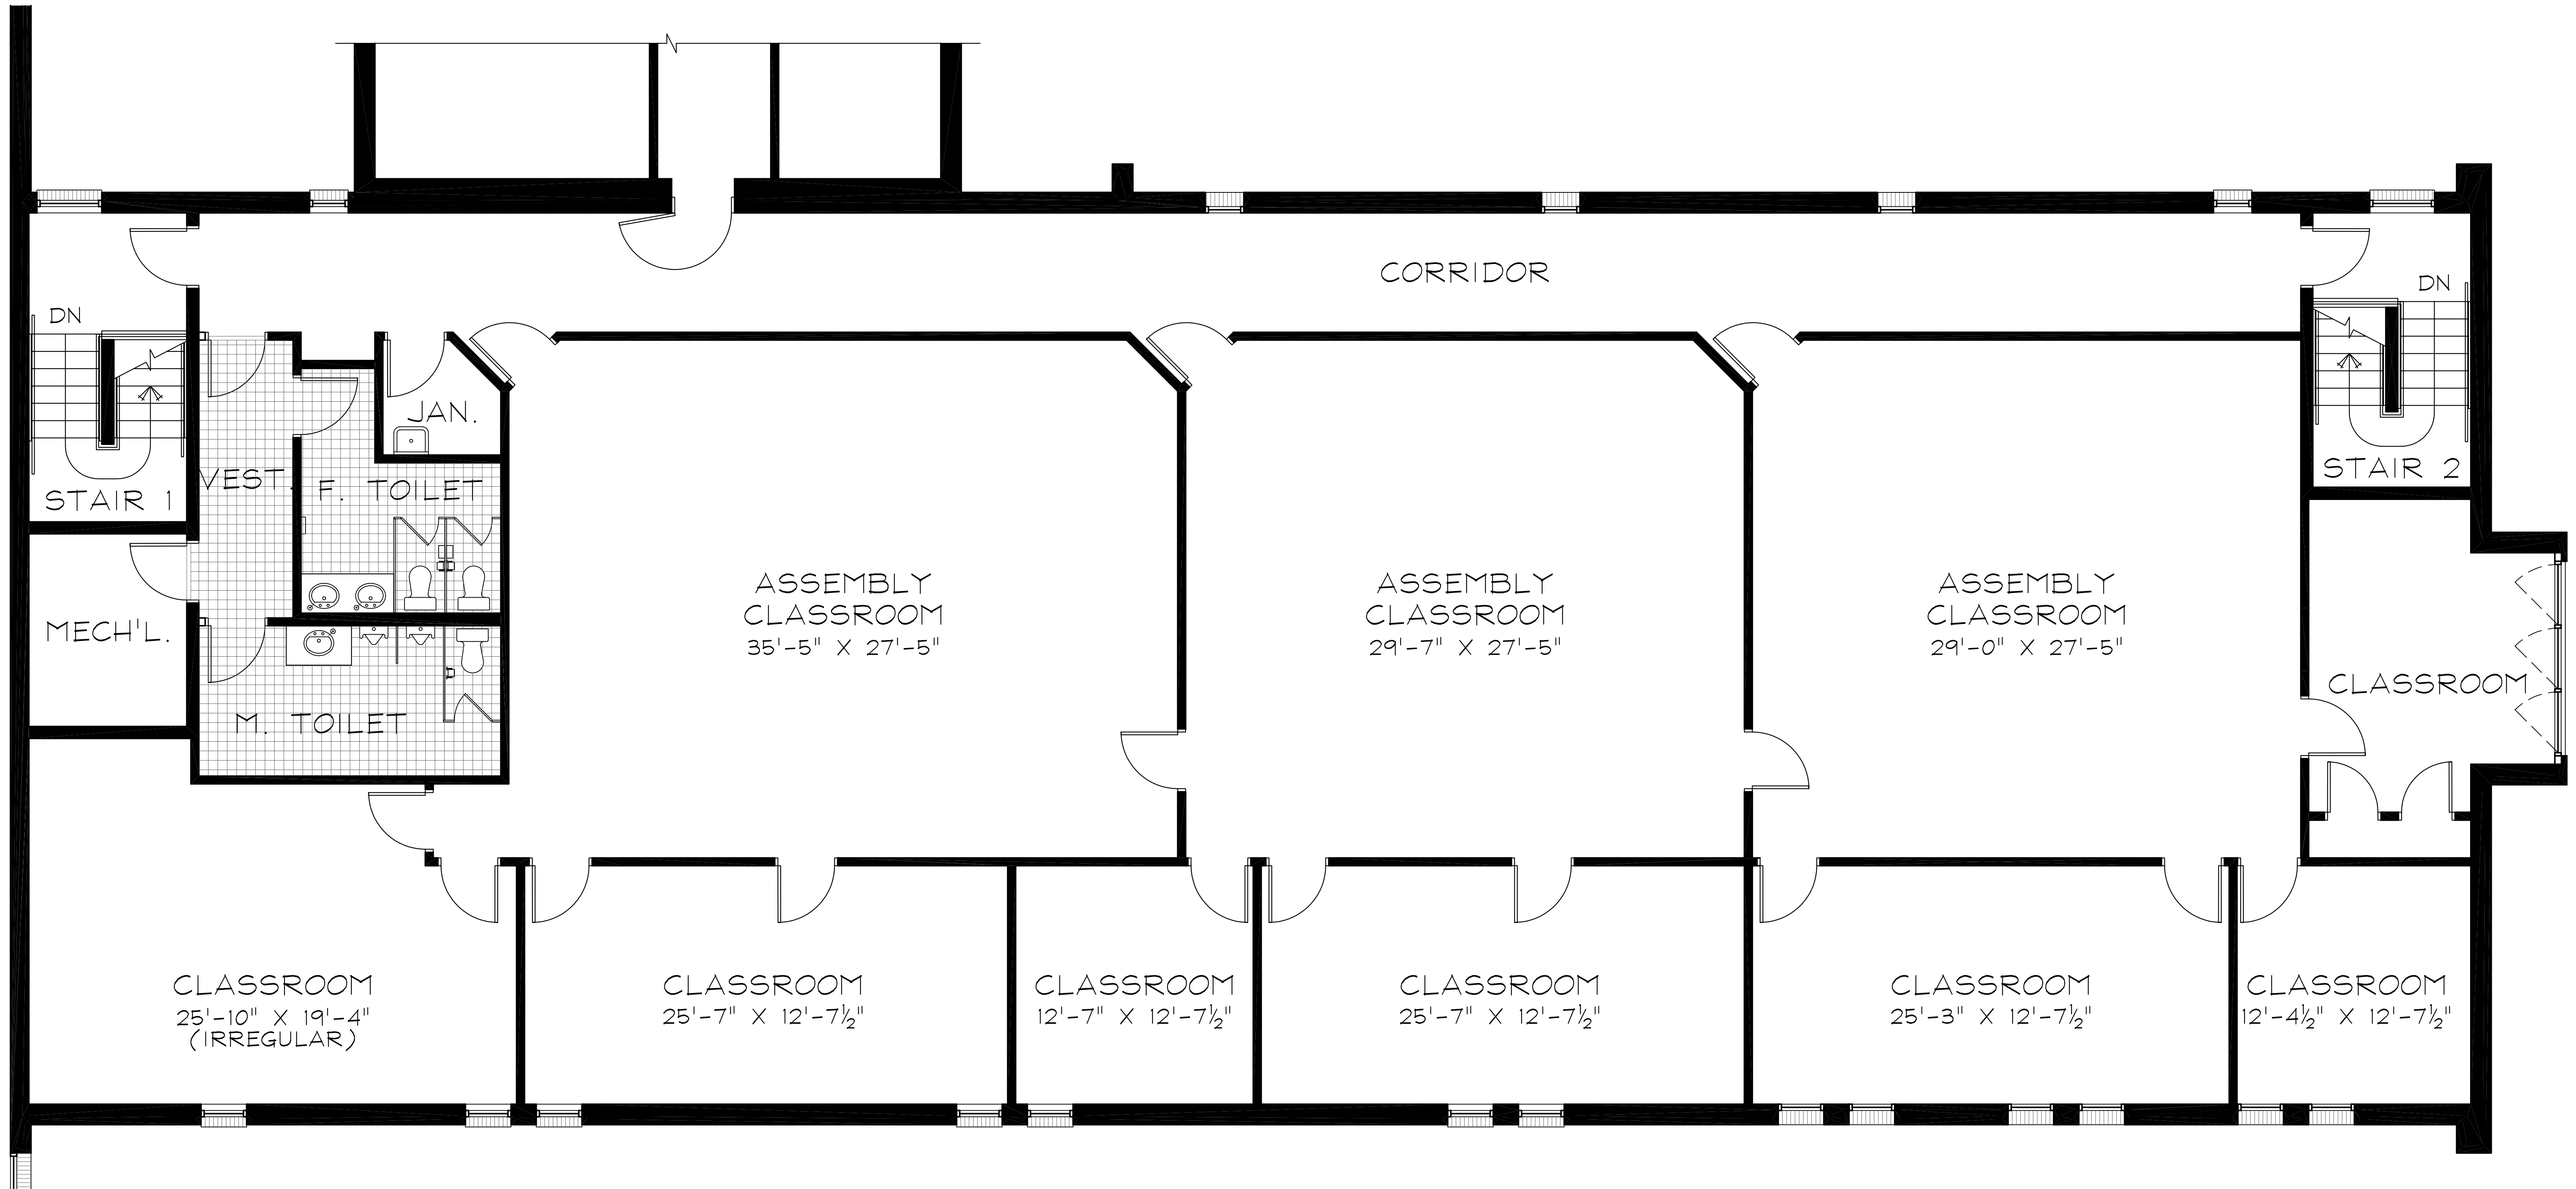 CORRIDOR
DN
DN
JAN.
STAIR 1
VEST.
F. TOILET
STAIR 2
MECH'L.
M. TOILET
ASSEMBLY
CLASSROOM
35'-5" X 27'-5"
ASSEMBLY
CLASSROOM
29'-7" X 27'-5"
ASSEMBLY
CLASSROOM
29'-0" X 27'-5"
CLASSROOM
CLASSROOM
25'-10" X 19'-4"
(IRREGULAR)
CLASSROOM
25'-7" X 12'-7½"
CLASSROOM
12'-7" X 12'-7½"
CLASSROOM
25'-7" X 12'-7½"
CLASSROOM
25'-3" X 12'-7½"
CLASSROOM
12'-4½" X 12'-7½"